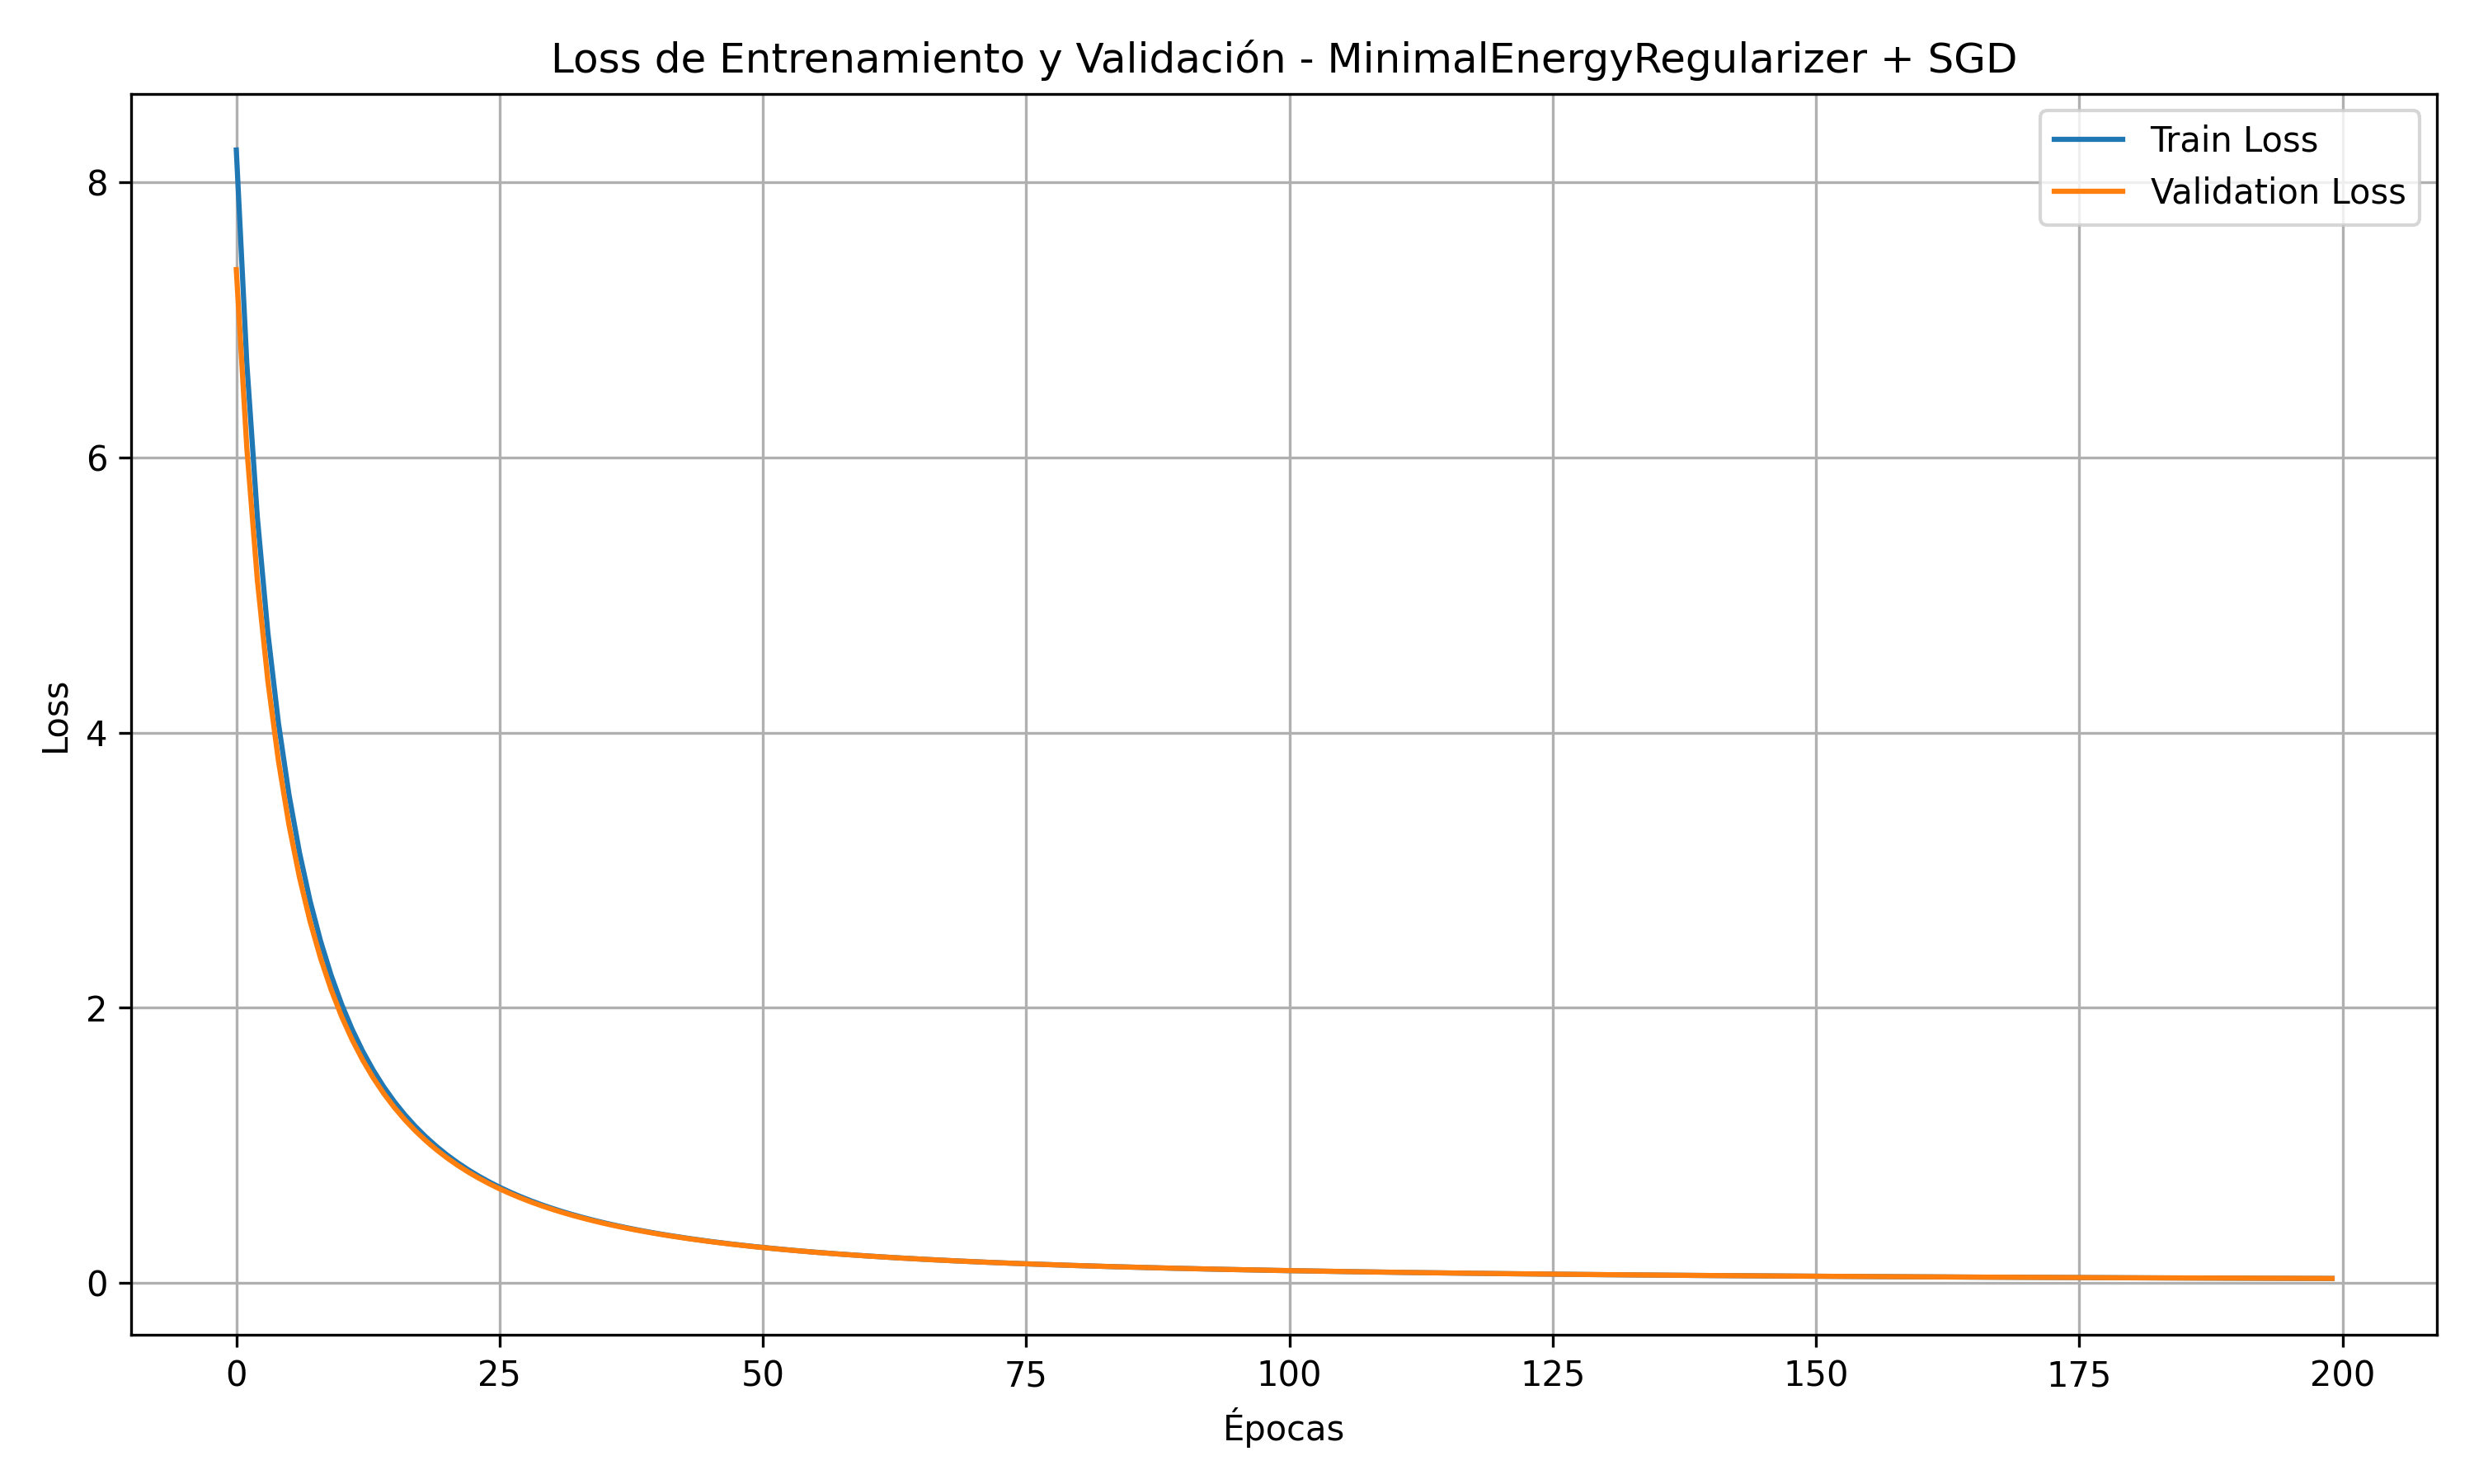 Loss de Entrenamiento y Validación - MinimalEnergyRegularizer + SGD
Train Loss
Validation Loss
8
6
4
2
0
Loss
0 25 50 75 100 125 150 175 200
Épocas